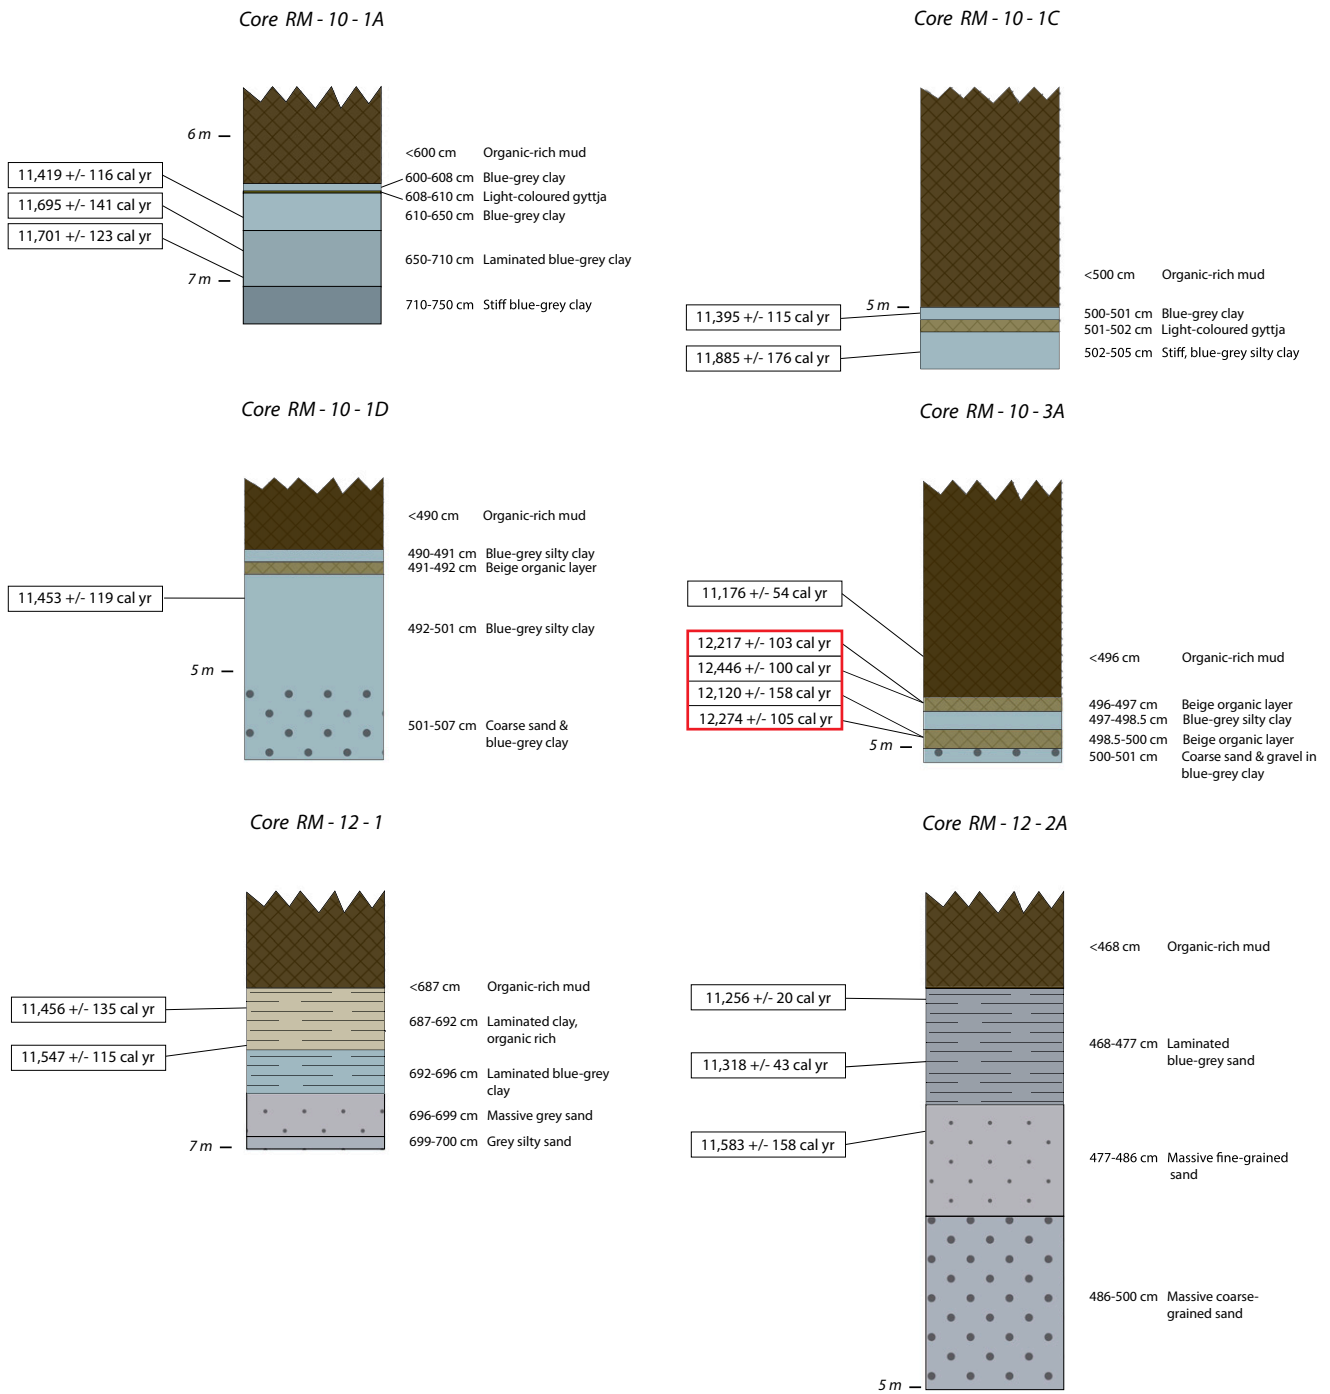 Core RM - 10 - 1A
6 m
11,419 +/- 116 cal yr
11,695 +/- 141 cal yr
11,701 +/- 123 cal yr
7 m
<600 cm Organic-rich mud
600-608 cm Blue-grey clay
608-610 cm Light-coloured gyttja
610-650 cm Blue-grey clay
650-710 cm Laminated blue-grey clay
710-750 cm Stiff blue-grey clay
Core RM - 10 - 1C
5 m
11,395 +/- 115 cal yr
11,885 +/- 176 cal yr
<500 cm Organic-rich mud
500-501 cm Blue-grey clay
501-502 cm Light-coloured gyttja
502-505 cm Stiff, blue-grey silty clay
Core RM - 10 - 1D
11,453 +/- 119 cal yr
5 m
<490 cm Organic-rich mud
490-491 cm Blue-grey silty clay
491-492 cm Beige organic layer
492-501 cm Blue-grey silty clay
501-507 cm Coarse sand &
blue-grey clay
Core RM - 10 - 3A
11,176 +/- 54 cal yr
12,217 +/- 103 cal yr
12,446 +/- 100 cal yr
12,120 +/- 158 cal yr
12,274 +/- 105 cal yr
5 m
<496 cm Organic-rich mud
496-497 cm Beige organic layer
497-498.5 cm Blue-grey silty clay
498.5-500 cm Beige organic layer
500-501 cm Coarse sand & gravel in
blue-grey clay
Core RM - 12 - 1
11,456 +/- 135 cal yr
11,547 +/- 115 cal yr
7 m
<687 cm Organic-rich mud
687-692 cm Laminated clay,
organic rich
692-696 cm Laminated blue-grey
clay
696-699 cm Massive grey sand
699-700 cm Grey silty sand
Core RM - 12 - 2A
11,256 +/- 20 cal yr
11,318 +/- 43 cal yr
11,583 +/- 158 cal yr
5 m
<468 cm Organic-rich mud
468-477 cm Laminated
blue-grey sand
477-486 cm Massive fine-grained
sand
486-500 cm Massive coarse-
grained sand